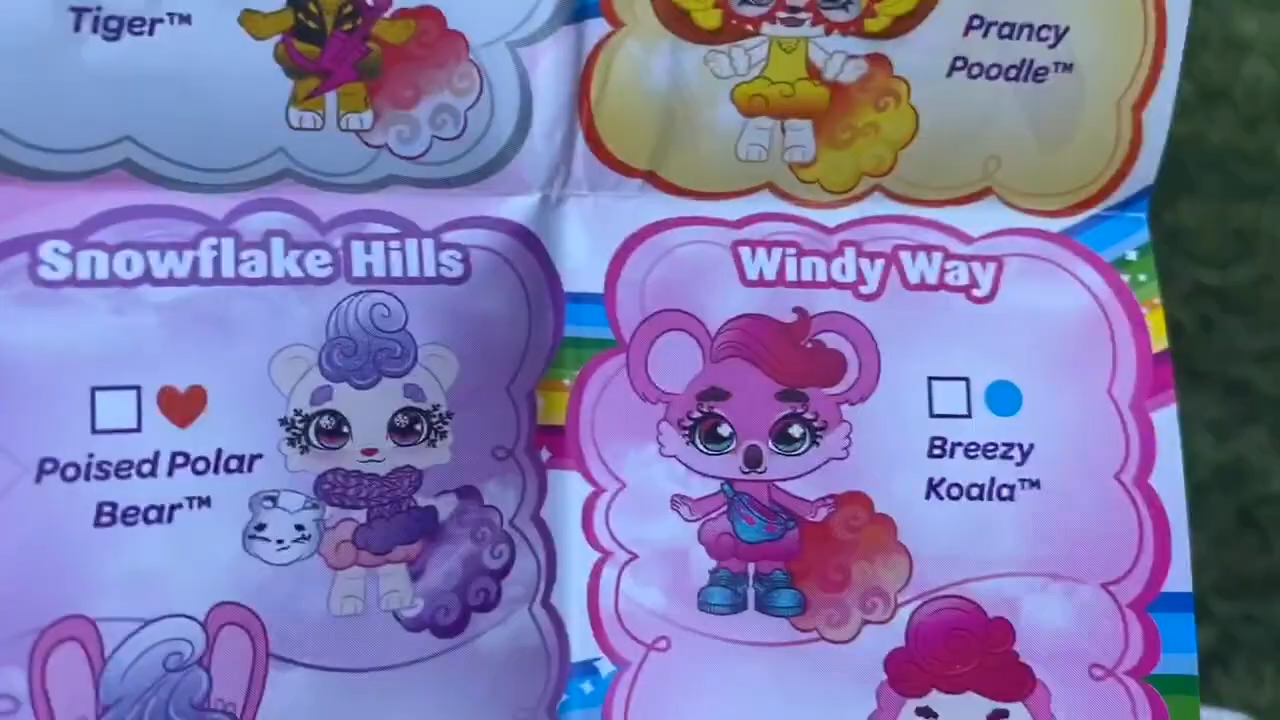 Tiger™
Prancy
Poodle™
Snowflake Hills
Poised Polar
Bear™
Windy Way
Breezy
Koala™